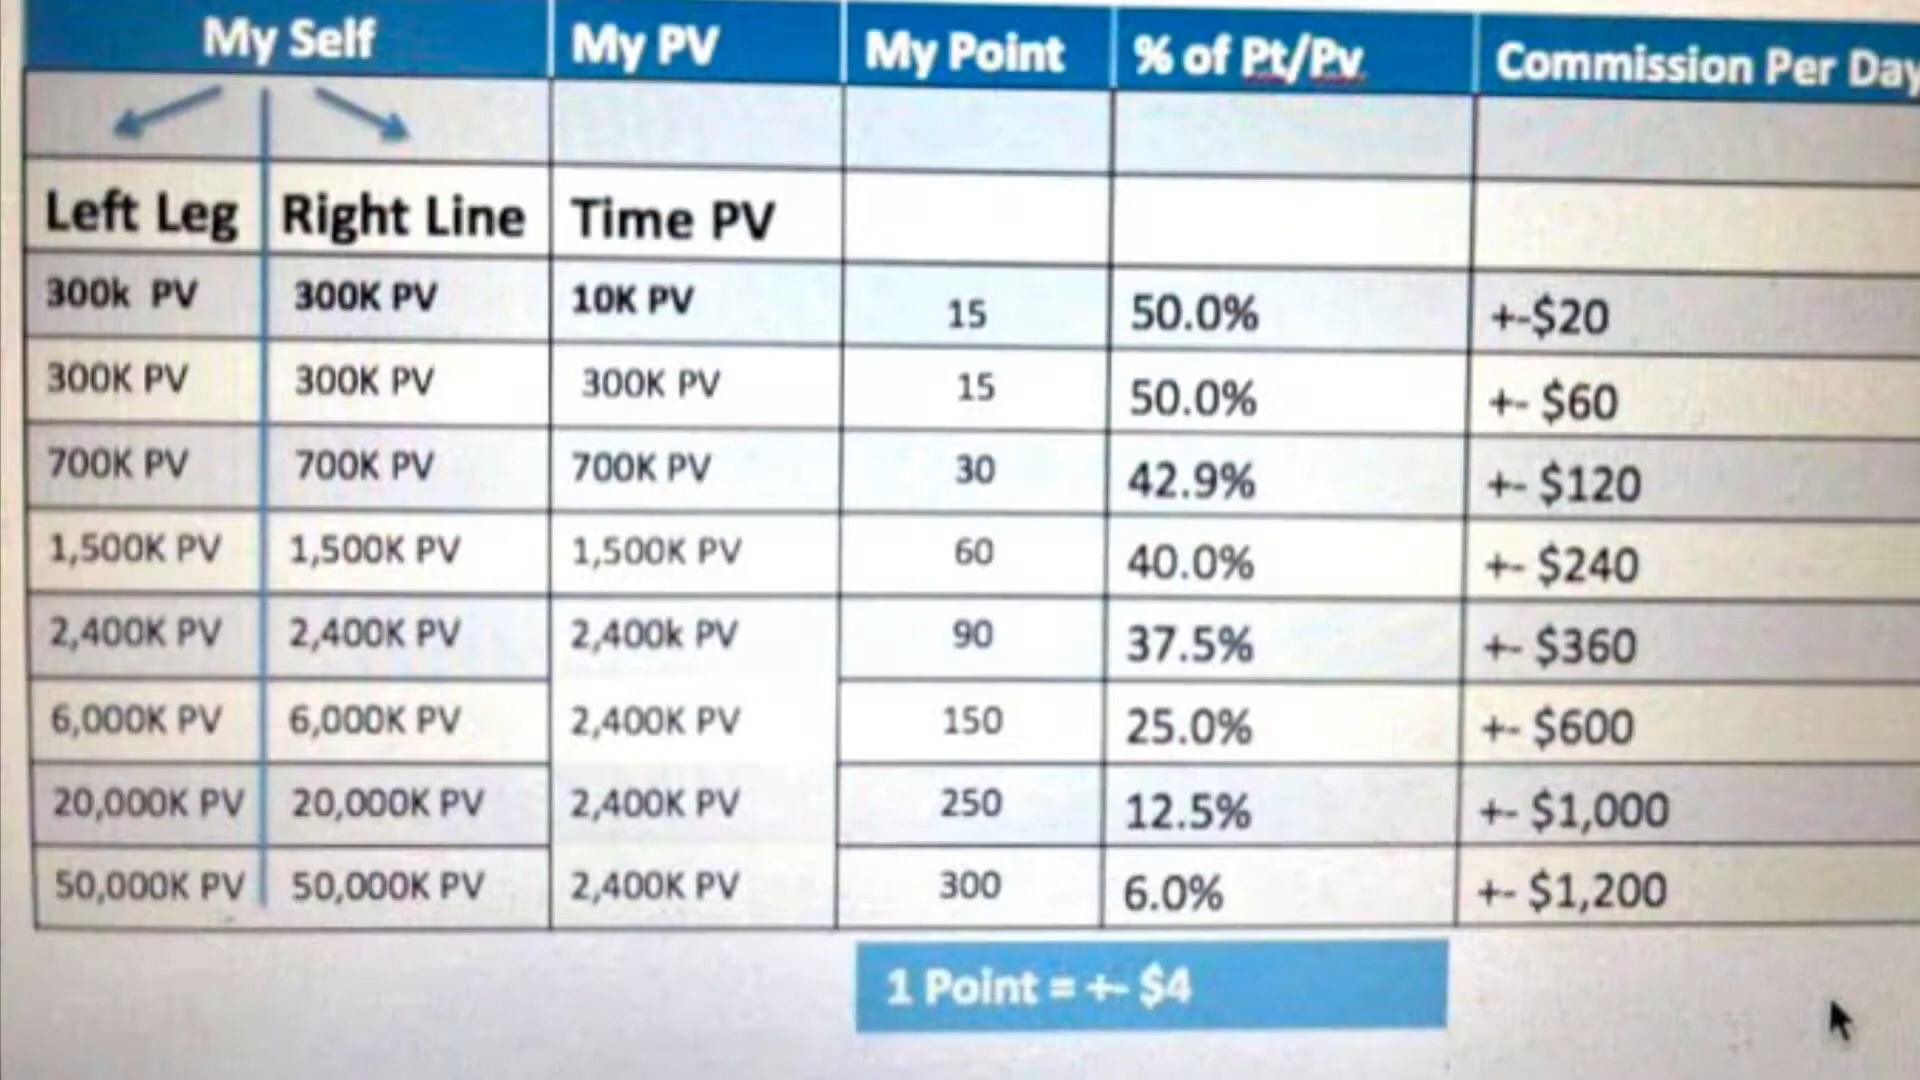 My Self My PV My Point % of Pt/Pv Commission Per Day
Left Leg Right Line Time PV
300k PV 300K PV 10K PV 15 50.0% +-$20
300K PV 300K PV 300K PV 15 50.0% +- $60
700K PV 700K PV 700K PV 30 42.9% +- $120
1,500K PV 1,500K PV 1,500K PV 60 40.0% +- $240
2,400K PV 2,400K PV 2,400k PV 90 37.5% +- $360
6,000K PV 6,000K PV 2,400K PV 150 25.0% +- $600
20,000K PV 20,000K PV 2,400K PV 250 12.5% +- $1,000
50,000K PV 50,000K PV 2,400K PV 300 6.0% +- $1,200
1 Point = +- $4